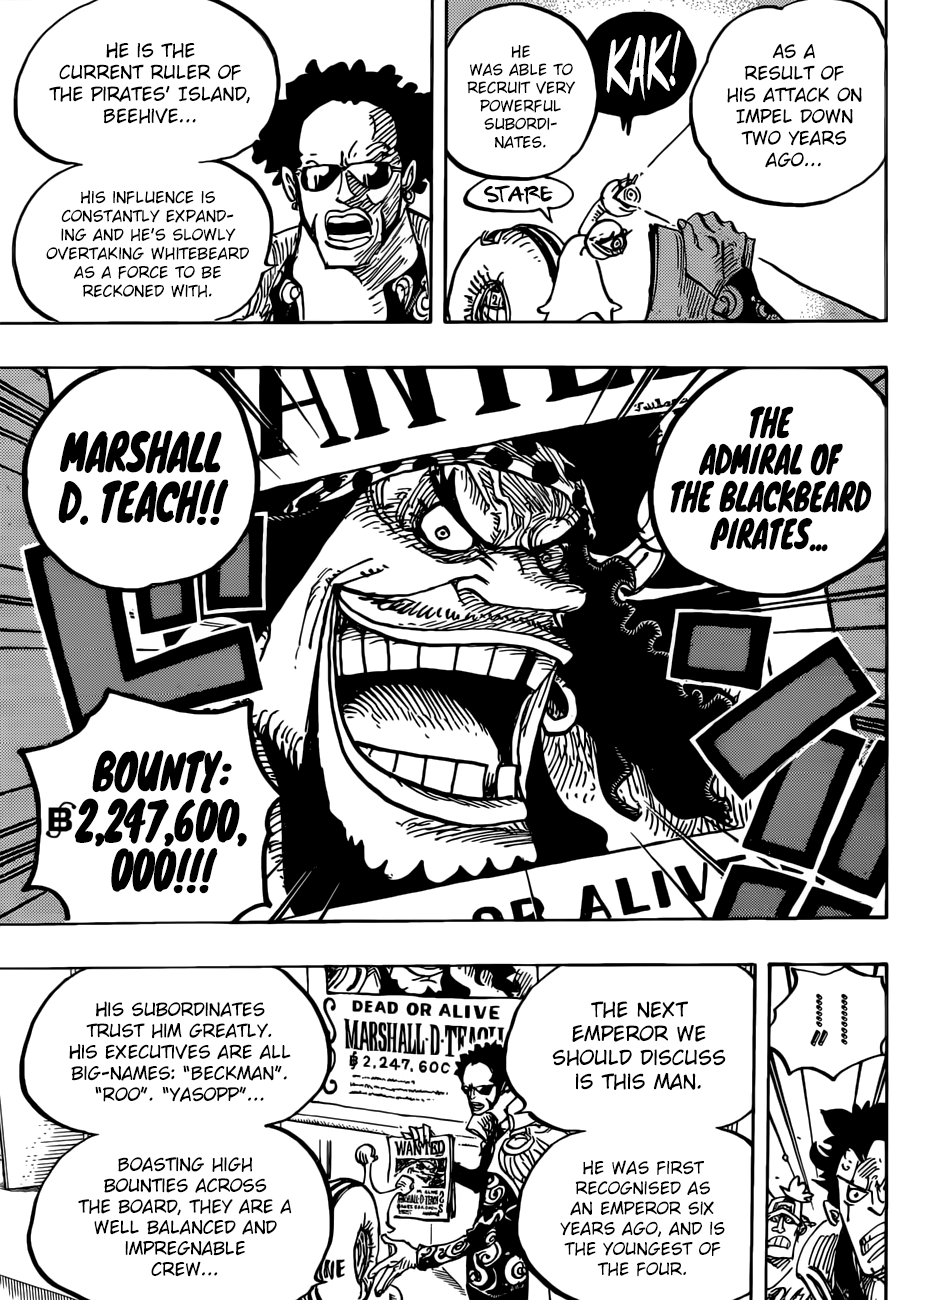 AS A
RESULT OF
HIS ATTACK ON
IMPEL DOWN
TWO YEARS
AGO...
KAK!
HE
WAS ABLE TO
RECRUIT VERY
POWERFUL
SUBORDI-
NATES.
STARE
HE IS THE
CURRENT RULER OF
THE PIRATES' ISLAND,
BEEHIVE...
HIS INFLUENCE IS
CONSTANTLY EXPAND-
ING AND HE'S SLOWLY
OVERTAKING WHITEBEARD
AS A FORCE TO BE
RECKONED WITH.
THE
ADMIRAL OF
THE BLACKBEARD
PIRATES...
MARSHALL
D. TEACH!!
BOUNTY:
฿2,247,600,
000!!!
OR ALIVE
!!
THE NEXT
EMPEROR WE
SHOULD DISCUSS
IS THIS MAN.
HE WAS FIRST
RECOGNISED AS
AN EMPEROR SIX
YEARS AGO, AND IS
THE YOUNGEST OF
THE FOUR.
DEAD OR ALIVE
MARSHALL·D·TEACH
฿2,247,600
WANTED
MARSHALL·D·TEACH
HIS SUBORDINATES
TRUST HIM GREATLY.
HIS EXECUTIVES ARE ALL
BIG-NAMES: "BECKMAN".
"ROO". "YASOPP"...
BOASTING HIGH
BOUNTIES ACROSS
THE BOARD, THEY ARE A
WELL BALANCED AND
IMPREGNABLE
CREW...